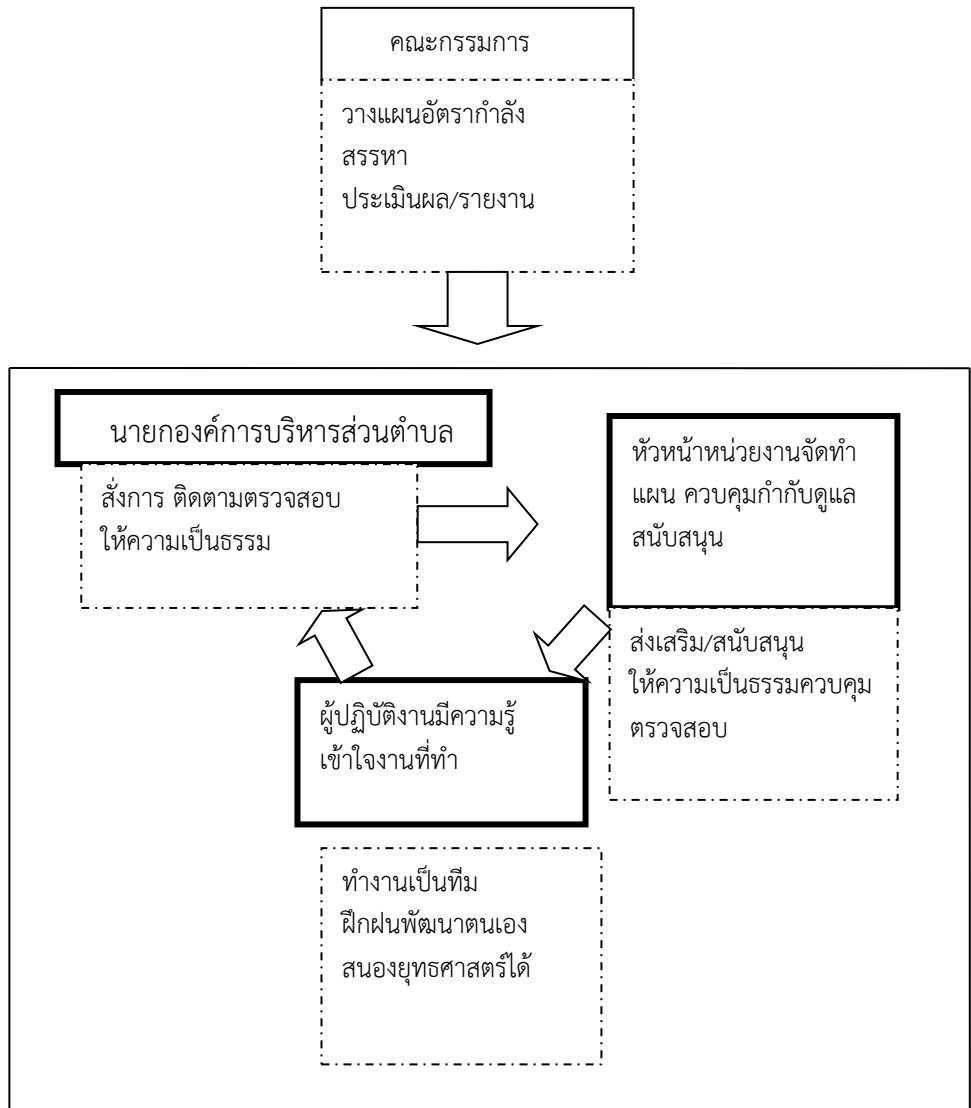 คณะกรรมการ
วางแผนอัตรากำลัง
สรรหา
ประเมินผล/รายงาน
นายกองค์การบริหารส่วนตำบล
สั่งการ ติดตามตรวจสอบ
ให้ความเป็นธรรม
หัวหน้าหน่วยงานจัดทำ
แผน ควบคุมกำกับดูแล
สนับสนุน
ส่งเสริม/สนับสนุน
ให้ความเป็นธรรมควบคุม
ตรวจสอบ
ผู้ปฏิบัติงานมีความรู้
เข้าใจงานที่ทำ
ทำงานเป็นทีม
ฝึกฝนพัฒนาตนเอง
สนองยุทธศาสตร์ได้